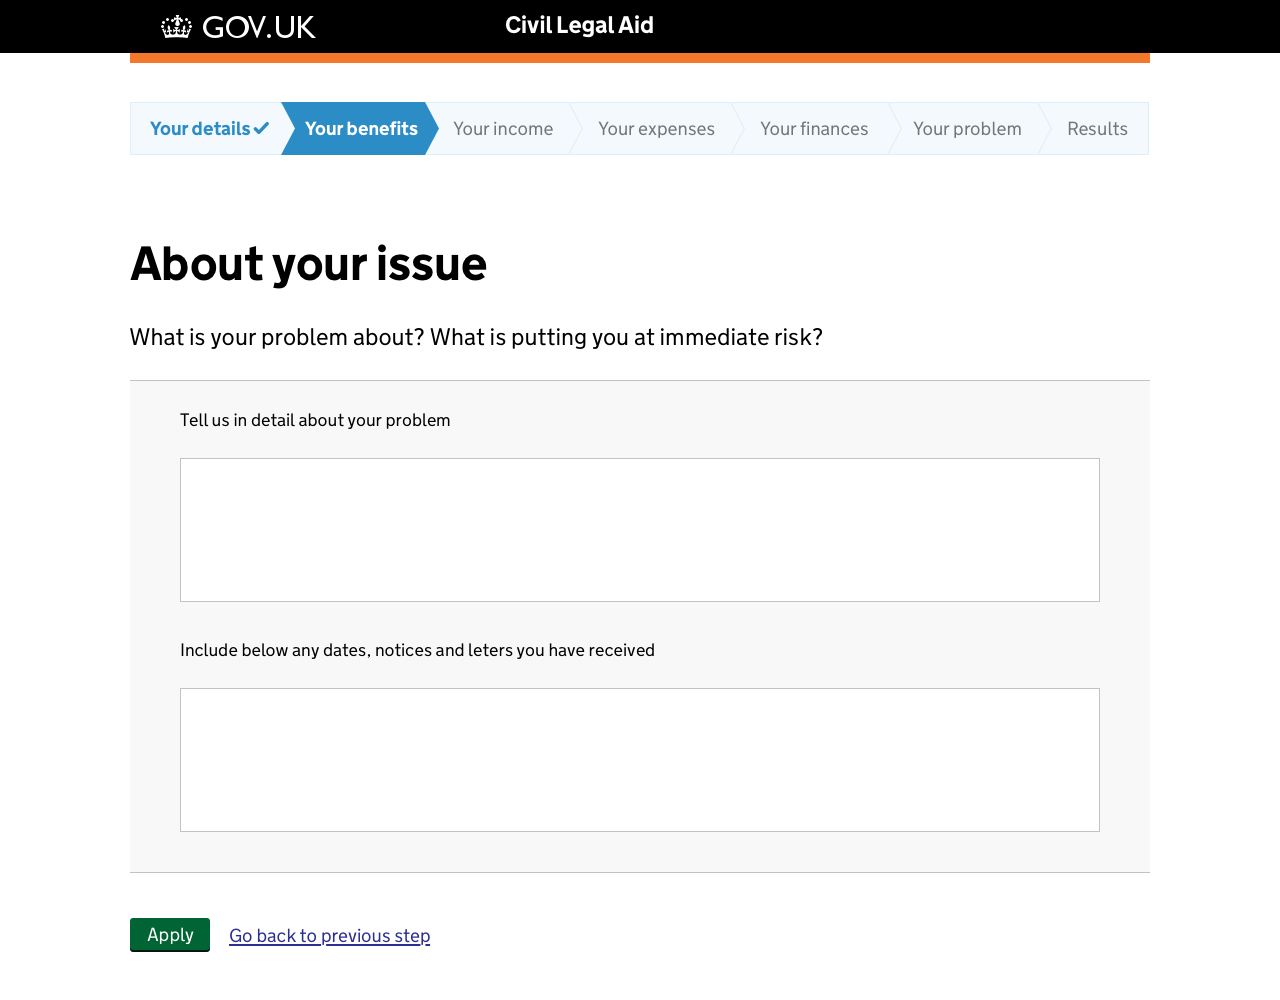 GOV.UK
Civil Legal Aid
Your details
Your benefits
Your income
Your expenses
Your finances
Your problem
Results
About your issue
What is your problem about? What is putting you at immediate risk?
Tell us in detail about your problem
Include below any dates, notices and leters you have received
Apply
Go back to previous step